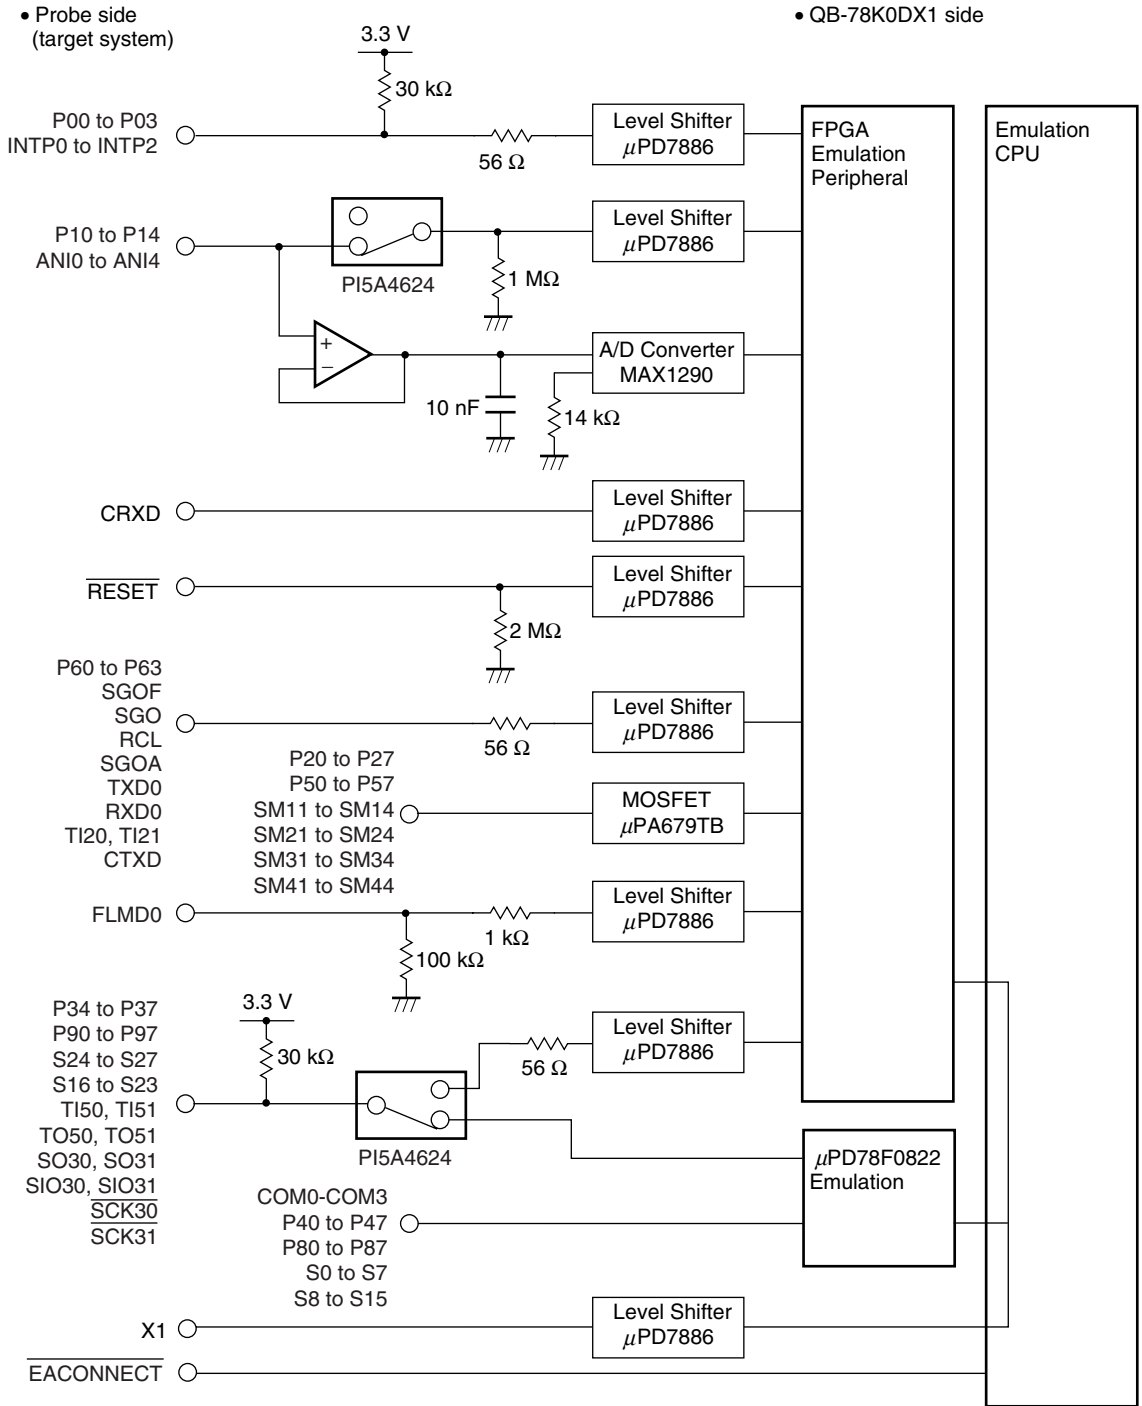 • Probe side
(target system)
• QB-78K0DX1 side
3.3 V
30 kΩ
P00 to P03
INTP0 to INTP2
56 Ω
Level Shifter
µPD7886
FPGA
Emulation
Peripheral
Emulation
CPU
P10 to P14
ANI0 to ANI4
PI5A4624
1 MΩ
Level Shifter
µPD7886
+
−
10 nF
14 kΩ
A/D Converter
MAX1290
CRXD
Level Shifter
µPD7886
RESET
2 MΩ
Level Shifter
µPD7886
P60 to P63
SGOF
SGO
RCL
SGOA
TXD0
RXD0
TI20, TI21
CTXD
56 Ω
Level Shifter
µPD7886
P20 to P27
P50 to P57
SM11 to SM14
SM21 to SM24
SM31 to SM34
SM41 to SM44
MOSFET
µPA679TB
FLMD0
1 kΩ
100 kΩ
Level Shifter
µPD7886
P34 to P37
P90 to P97
S24 to S27
S16 to S23
TI50, TI51
TO50, TO51
SO30, SO31
SIO30, SIO31
SCK30
SCK31
3.3 V
30 kΩ
PI5A4624
56 Ω
Level Shifter
µPD7886
µPD78F0822
Emulation
COM0-COM3
P40 to P47
P80 to P87
S0 to S7
S8 to S15
X1
Level Shifter
µPD7886
EACONNECT